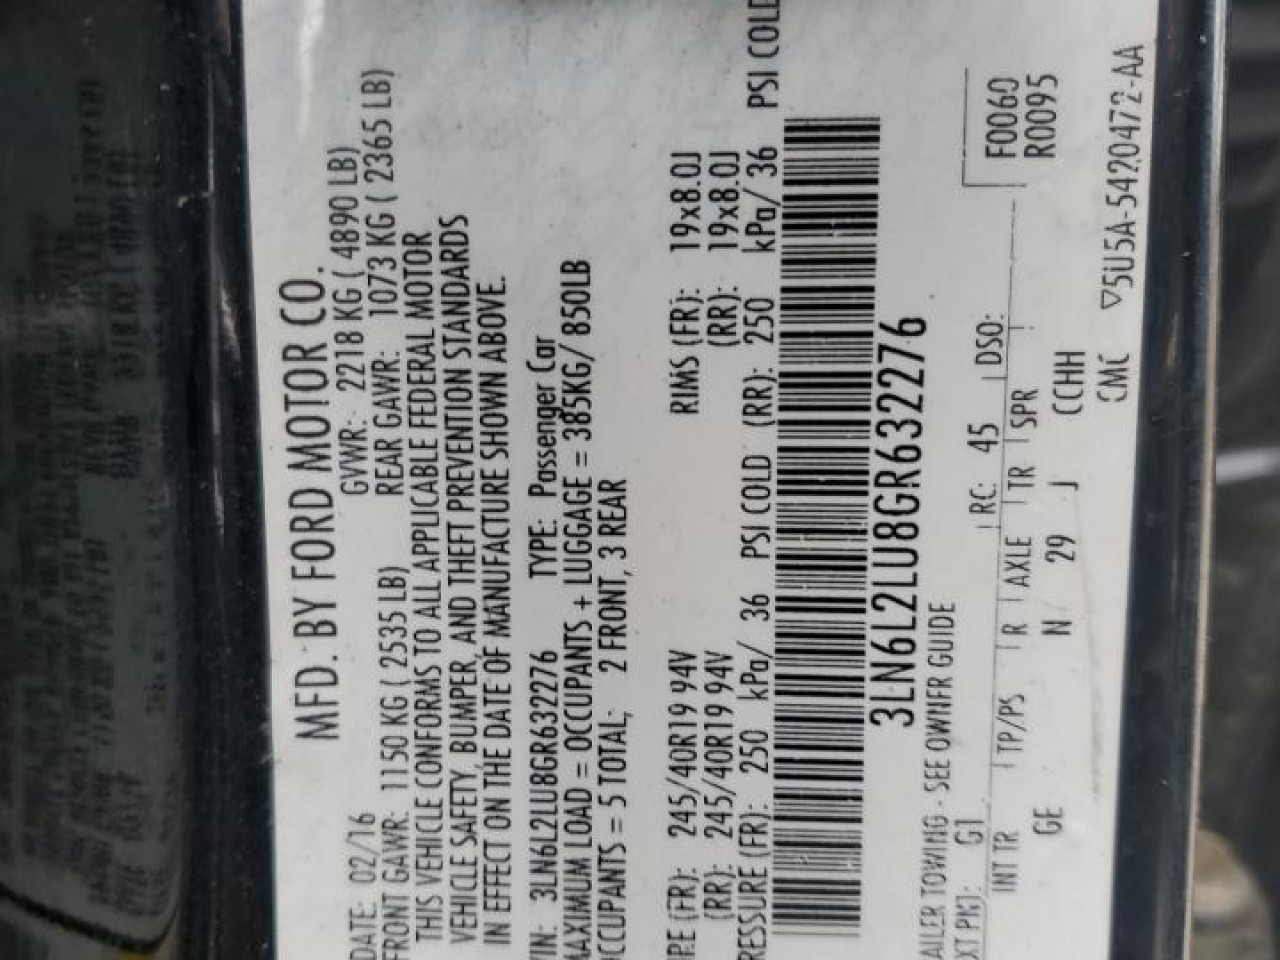 MFD. BY FORD MOTOR CO.
DATE: 02/16 GVWR: 2218 KG ( 4890 LB)
FRONT GAWR: 1150 KG ( 2535 LB) REAR GAWR: 1073 KG ( 2365 LB)
THIS VEHICLE CONFORMS TO ALL APPLICABLE FEDERAL MOTOR
VEHICLE SAFETY, BUMPER, AND THEFT PREVENTION STANDARDS
IN EFFECT ON THE DATE OF MANUFACTURE SHOWN ABOVE.
VIN: 3LN6L2LU8GR632276 TYPE: Passenger Car
MAXIMUM LOAD = OCCUPANTS + LUGGAGE = 385KG/ 850LB
OCCUPANTS = 5 TOTAL; 2 FRONT, 3 REAR
PE (FR): 245/40R19 94V RIMS (FR): 19x8.0J
(RR): 245/40R19 94V (RR): 19x8.0J
RESSURE (FR): 250 kPa/ 36 PSI COLD (RR): 250 kPa/ 36 PSI COLD
3LN6L2LU8GR632276
AILER TOWING - SEE OWNER GUIDE
XT PNT: G1 RC: 45 DSO: F0060
R0095
INT TR TP/PS R AXLE TR SPR
GE N 29 J CCHH
CMC ▽5U5A-5420472-AA